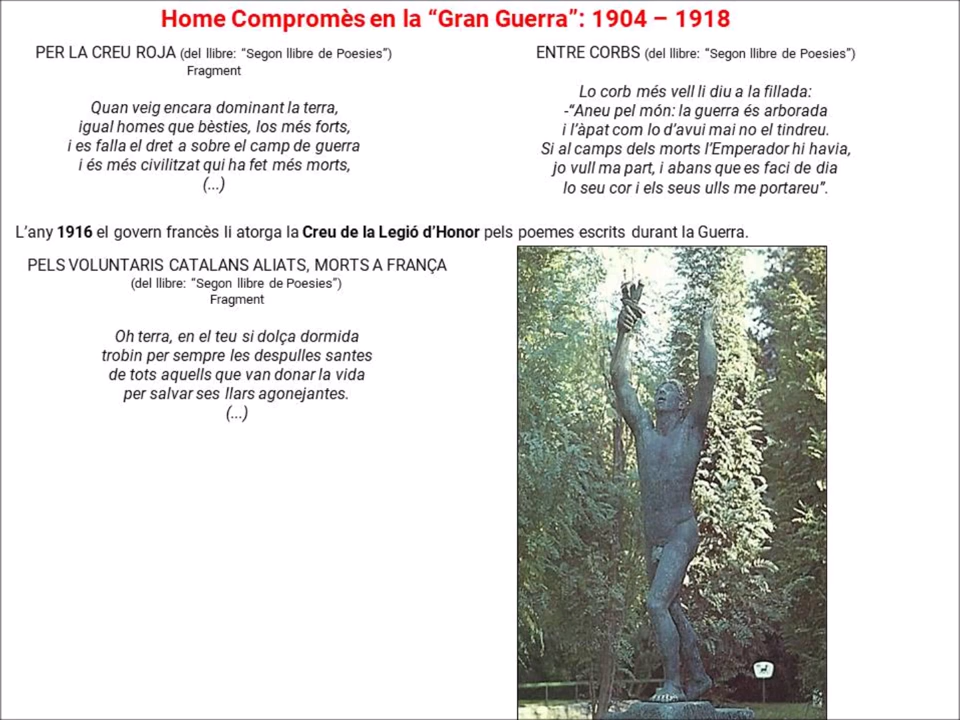 Home Compromès en la “Gran Guerra”: 1904 – 1918
PER LA CREU ROJA (del llibre: “Segon llibre de Poesies”)
Fragment
Quan veig encara dominant la terra,
igual homes que bèsties, los més forts,
i es falla el dret a sobre el camp de guerra
i és més civilitzat qui ha fet més morts,
(...)
ENTRE CORBS (del llibre: “Segon llibre de Poesies”)
Lo corb més vell li diu a la fillada:
-“Aneu pel món: la guerra és arborada
i l’àpat com lo d’avui mai no el tindreu.
Si al camps dels morts l’Emperador hi havia,
jo vull ma part, i abans que es faci de dia
lo seu cor i els seus ulls me portareu”.
L’any 1916 el govern francès li atorga la Creu de la Legió d’Honor pels poemes escrits durant la Guerra.
PELS VOLUNTARIS CATALANS ALIATS, MORTS A FRANÇA
(del llibre: “Segon llibre de Poesies”)
Fragment
Oh terra, en el teu si dolça dormida
trobin per sempre les despulles santes
de tots aquells que van donar la vida
per salvar ses llars agonejantes.
(...)